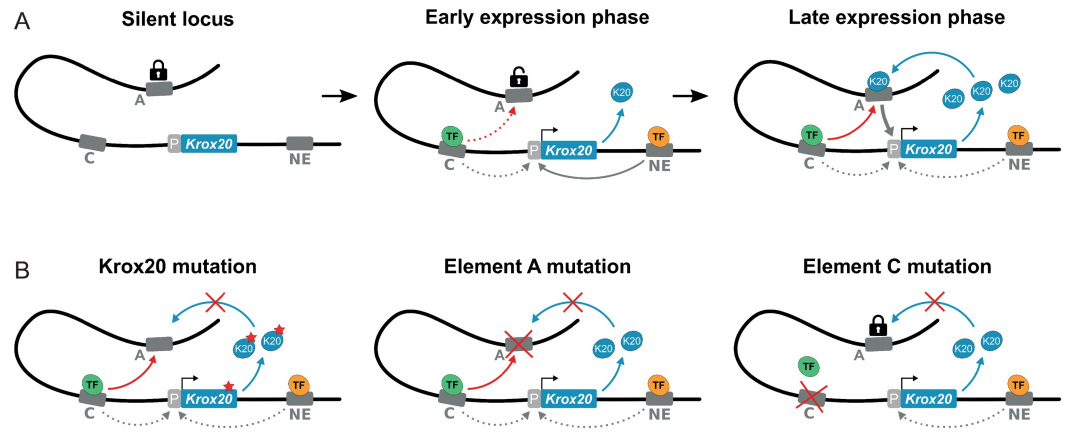 A
Silent locus
Early expression phase
Late expression phase
A
C
P
Krox20
NE
A
K20
TF
C
P
Krox20
TF
NE
K20
A
K20
K20
K20
TF
C
P
Krox20
TF
NE
B
Krox20 mutation
Element A mutation
Element C mutation
A
K20
K20
TF
C
P
Krox20
TF
NE
A
K20
K20
TF
C
P
Krox20
TF
NE
A
K20
K20
TF
C
P
Krox20
TF
NE